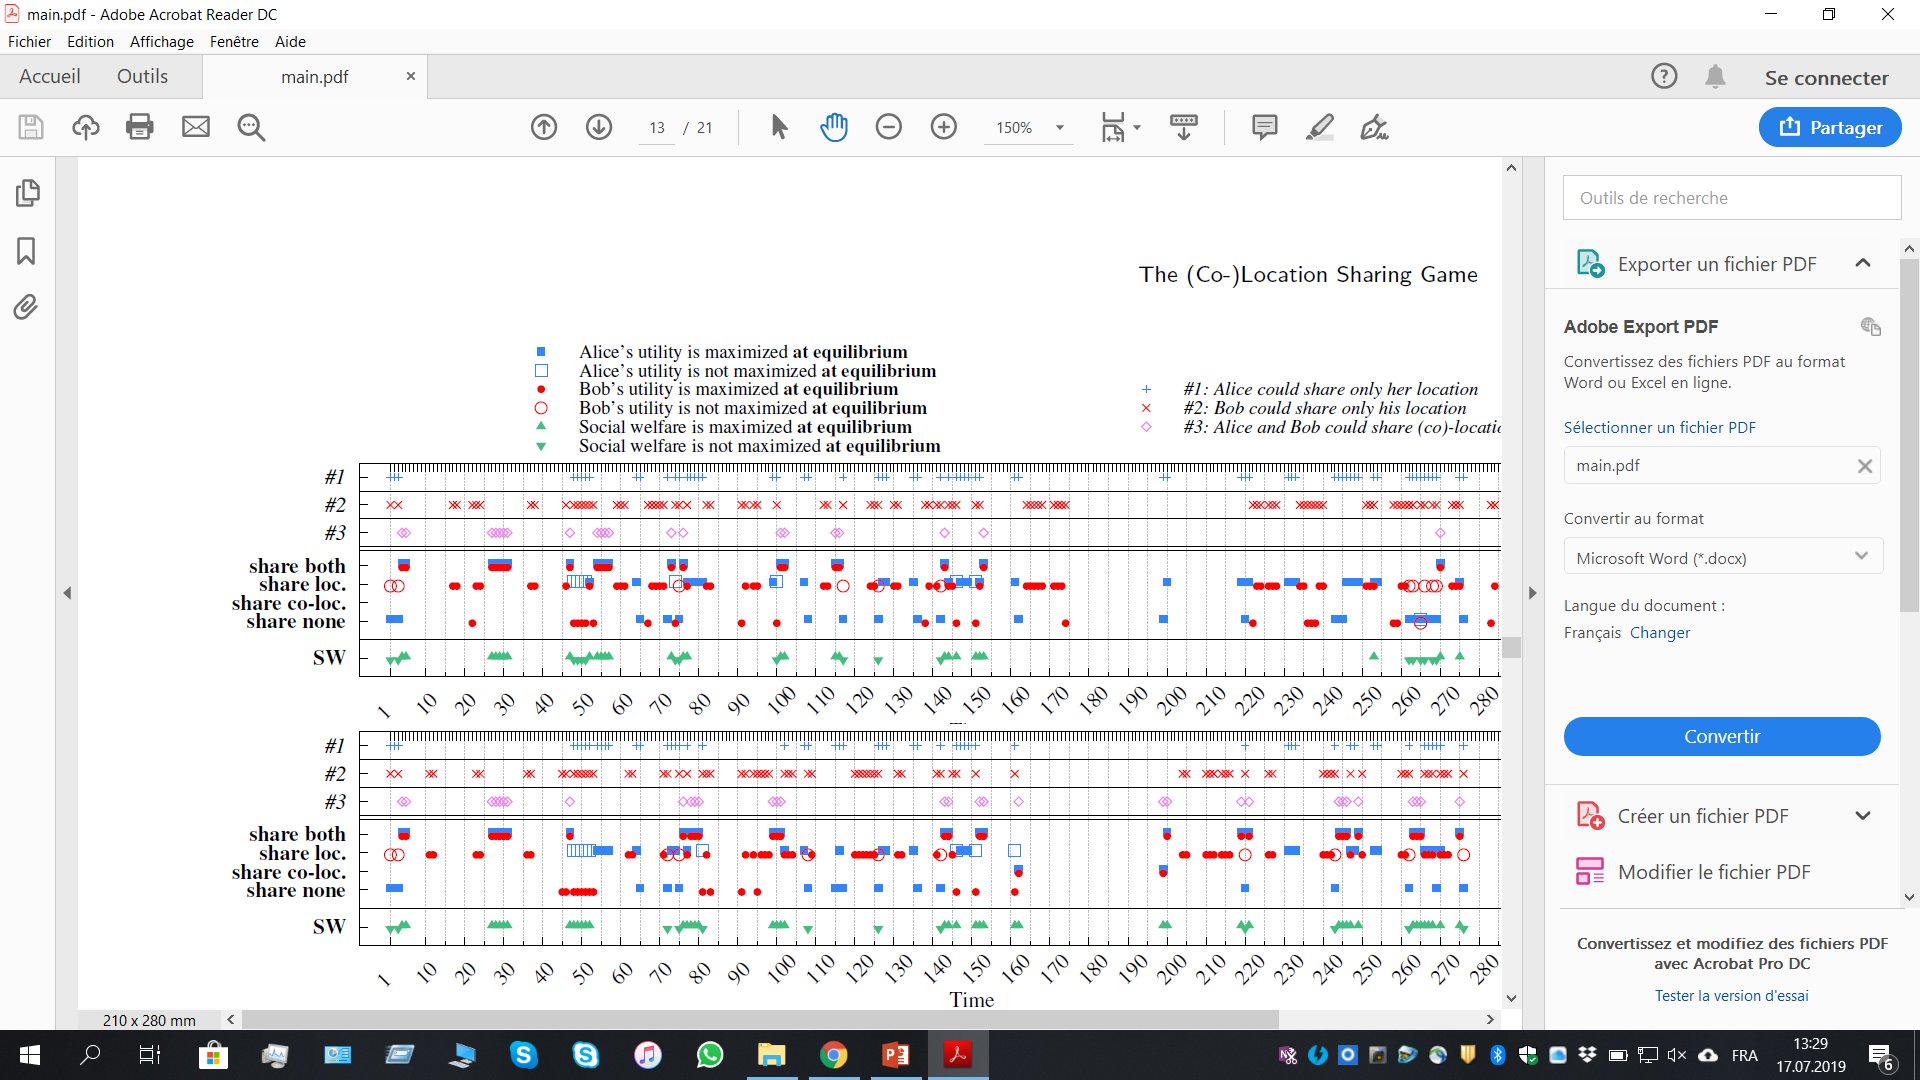 main.pdf - Adobe Acrobat Reader DC
Fichier Edition Affichage Fenêtre Aide
Accueil Outils main.pdf × Se connecter
13 / 21 150% Partager
The (Co-)Location Sharing Game
Alice's utility is maximized at equilibrium
Alice's utility is not maximized at equilibrium
Bob's utility is maximized at equilibrium
Bob's utility is not maximized at equilibrium
Social welfare is maximized at equilibrium
Social welfare is not maximized at equilibrium
#1: Alice could share only her location
#2: Bob could share only his location
#3: Alice and Bob could share (co)-locatio
#1
#2
#3
share both
share loc.
share co-loc.
share none
SW
1 10 20 30 40 50 60 70 80 90 100 110 120 130 140 150 160 170 180 190 200 210 220 230 240 250 260 270 280
#1
#2
#3
share both
share loc.
share co-loc.
share none
SW
1 10 20 30 40 50 60 70 80 90 100 110 120 130 140 150 160 170 180 190 200 210 220 230 240 250 260 270 280
Time
210 x 280 mm
Outils de recherche
Exporter un fichier PDF
Adobe Export PDF
Convertissez des fichiers PDF au format
Word ou Excel en ligne.
Sélectionner un fichier PDF
main.pdf
Convertir au format
Microsoft Word (*.docx)
Langue du document :
Français Changer
Convertir
Créer un fichier PDF
Modifier le fichier PDF
Convertissez et modifiez des fichiers PDF
avec Acrobat Pro DC
Tester la version d'essai
FRA
13:29
17.07.2019
6